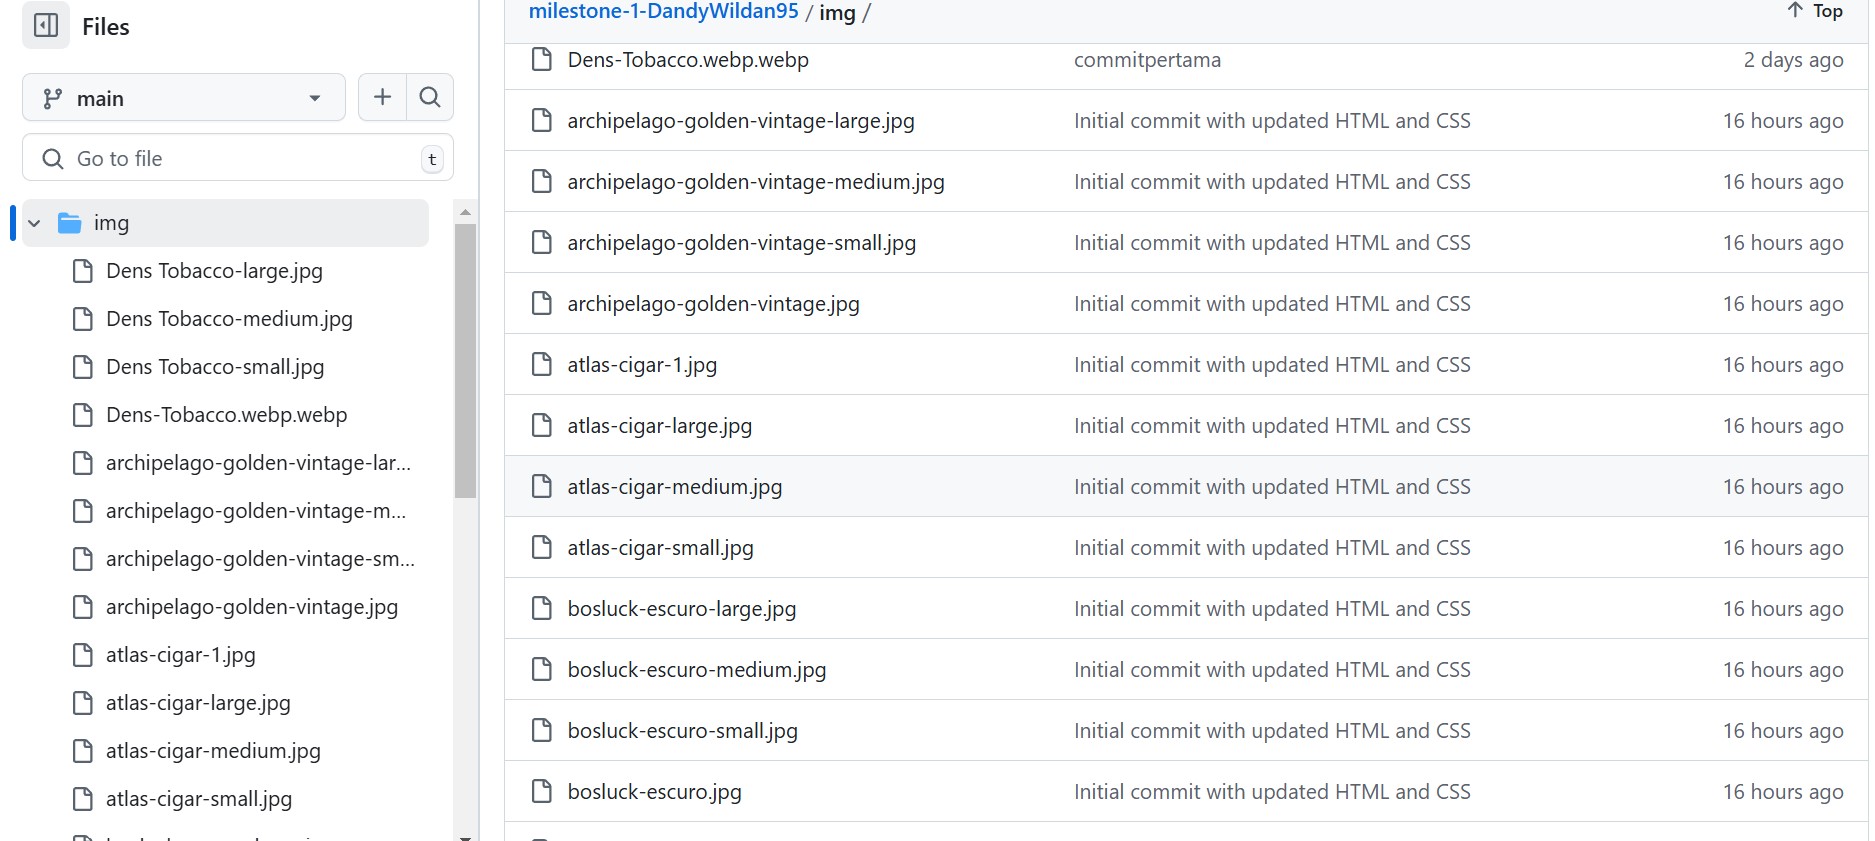 Files
main
Go to file
t
img
Dens Tobacco-large.jpg
Dens Tobacco-medium.jpg
Dens Tobacco-small.jpg
Dens-Tobacco.webp.webp
archipelago-golden-vintage-lar...
archipelago-golden-vintage-m...
archipelago-golden-vintage-sm...
archipelago-golden-vintage.jpg
atlas-cigar-1.jpg
atlas-cigar-large.jpg
atlas-cigar-medium.jpg
atlas-cigar-small.jpg
milestone-1-DandyWildan95 / img /
Top
Dens-Tobacco.webp.webp commitpertama 2 days ago
archipelago-golden-vintage-large.jpg Initial commit with updated HTML and CSS 16 hours ago
archipelago-golden-vintage-medium.jpg Initial commit with updated HTML and CSS 16 hours ago
archipelago-golden-vintage-small.jpg Initial commit with updated HTML and CSS 16 hours ago
archipelago-golden-vintage.jpg Initial commit with updated HTML and CSS 16 hours ago
atlas-cigar-1.jpg Initial commit with updated HTML and CSS 16 hours ago
atlas-cigar-large.jpg Initial commit with updated HTML and CSS 16 hours ago
atlas-cigar-medium.jpg Initial commit with updated HTML and CSS 16 hours ago
atlas-cigar-small.jpg Initial commit with updated HTML and CSS 16 hours ago
bosluck-escuro-large.jpg Initial commit with updated HTML and CSS 16 hours ago
bosluck-escuro-medium.jpg Initial commit with updated HTML and CSS 16 hours ago
bosluck-escuro-small.jpg Initial commit with updated HTML and CSS 16 hours ago
bosluck-escuro.jpg Initial commit with updated HTML and CSS 16 hours ago